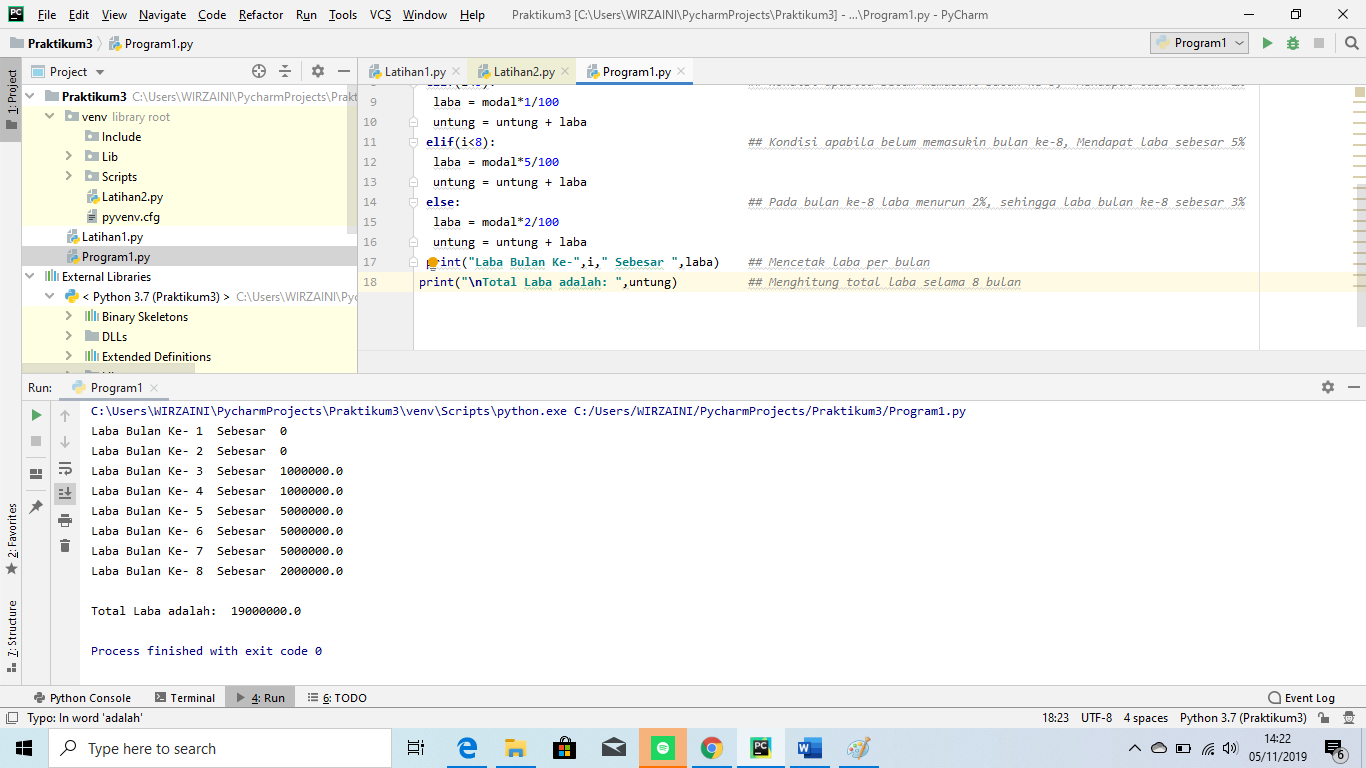 File Edit View Navigate Code Refactor Run Tools VCS Window Help Praktikum3 [C:\Users\WIRZAINI\PycharmProjects\Praktikum3] - ...\Program1.py - PyCharm
Praktikum3 Program1.py Program1
1: Project
Project
Latihan1.py Latihan2.py Program1.py
Praktikum3 C:\Users\WIRZAINI\PycharmProjects\Prakt
venv library root
Include
Lib
Scripts
Latihan2.py
pyvenv.cfg
Latihan1.py
Program1.py
External Libraries
< Python 3.7 (Praktikum3) > C:\Users\WIRZAINI\Pyc
Binary Skeletons
DLLs
Extended Definitions
9 laba = modal*1/100
10 untung = untung + laba
11 elif(i<8): ## Kondisi apabila belum memasukin bulan ke-8, Mendapat laba sebesar 5%
12 laba = modal*5/100
13 untung = untung + laba
14 else: ## Pada bulan ke-8 laba menurun 2%, sehingga laba bulan ke-8 sebesar 3%
15 laba = modal*2/100
16 untung = untung + laba
17 print("Laba Bulan Ke-",i," Sebesar ",laba) ## Mencetak laba per bulan
18 print("\nTotal Laba adalah: ",untung) ## Menghitung total laba selama 8 bulan
Run: Program1
C:\Users\WIRZAINI\PycharmProjects\Praktikum3\venv\Scripts\python.exe C:/Users/WIRZAINI/PycharmProjects/Praktikum3/Program1.py
Laba Bulan Ke- 1 Sebesar 0
Laba Bulan Ke- 2 Sebesar 0
Laba Bulan Ke- 3 Sebesar 1000000.0
Laba Bulan Ke- 4 Sebesar 1000000.0
Laba Bulan Ke- 5 Sebesar 5000000.0
Laba Bulan Ke- 6 Sebesar 5000000.0
Laba Bulan Ke- 7 Sebesar 5000000.0
Laba Bulan Ke- 8 Sebesar 2000000.0
Total Laba adalah: 19000000.0
Process finished with exit code 0
2: Favorites
7: Structure
Python Console Terminal 4: Run 6: TODO Event Log
Typo: In word 'adalah' 18:23 UTF-8 4 spaces Python 3.7 (Praktikum3)
Type here to search
14:22
05/11/2019
6